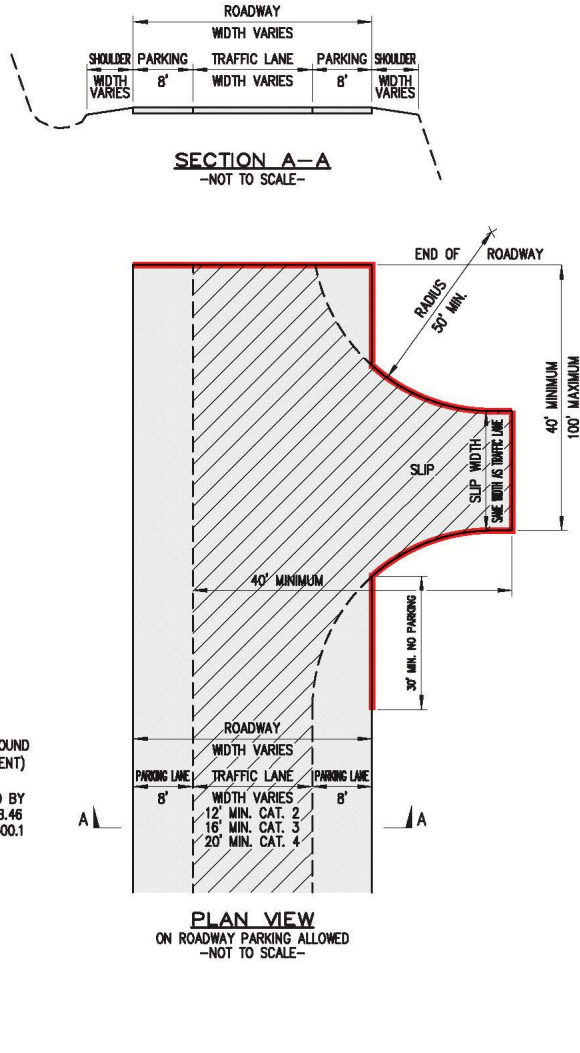 ROADWAY
WIDTH VARIES
SHOULDER PARKING TRAFFIC LANE PARKING SHOULDER
WIDTH VARIES 8' WIDTH VARIES 8' WIDTH VARIES
SECTION A-A
-NOT TO SCALE-
END OF ROADWAY
RADIUS
50' MIN.
40' MINIMUM
100' MAXIMUM
SLIP
SLIP WIDTH
SAME WIDTH AS TRAFFIC LANE
40' MINIMUM
30' MIN. NO PARKING
ROADWAY
WIDTH VARIES
OUND
ENT)
PARKING LANE TRAFFIC LANE PARKING LANE
8' WIDTH VARIES 8'
12' MIN. CAT. 2
16' MIN. CAT. 3
20' MIN. CAT. 4
BY
3.46
00.1
A A
PLAN VIEW
ON ROADWAY PARKING ALLOWED
-NOT TO SCALE-